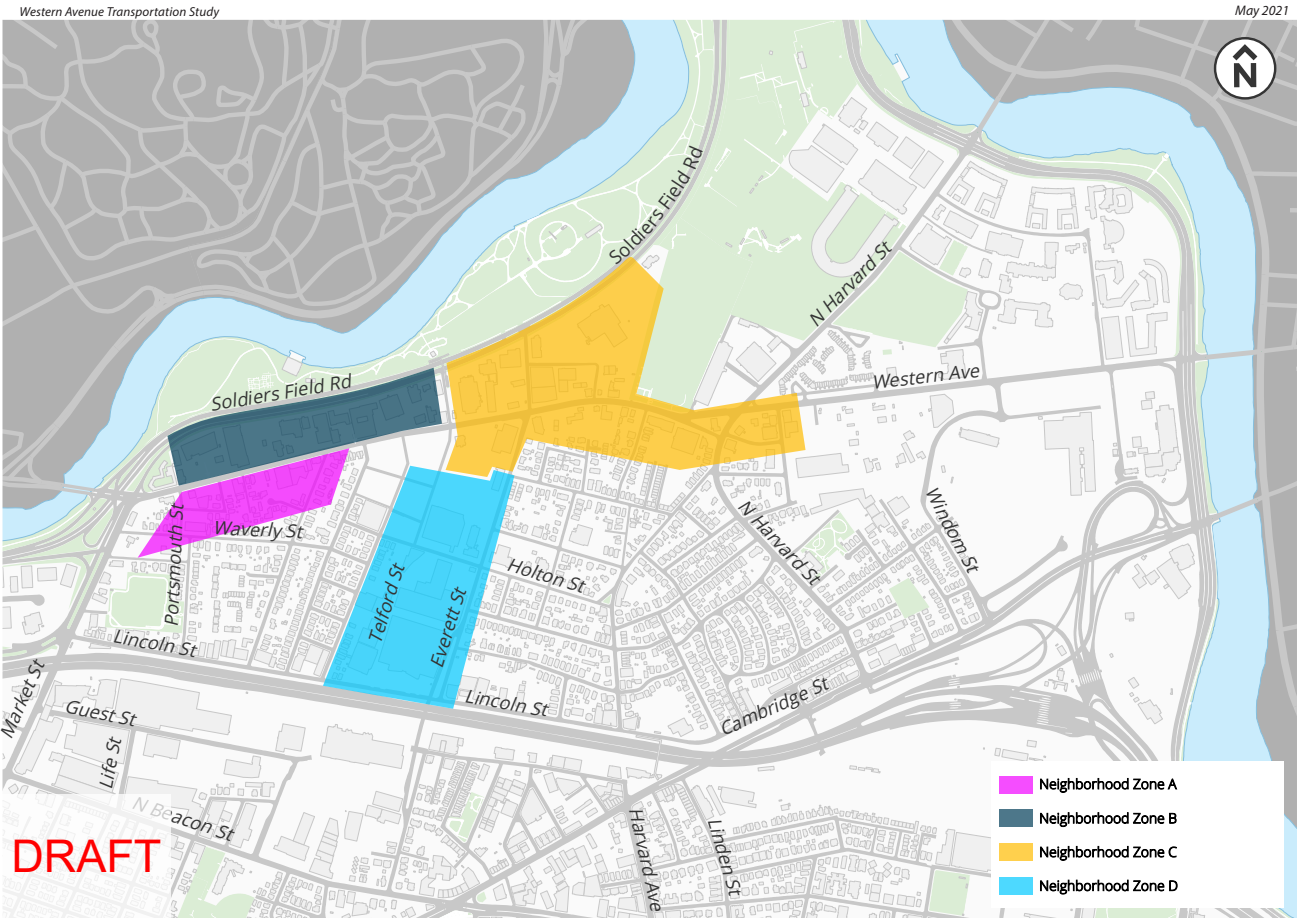 Western Avenue Transportation Study
May 2021
N
Soldiers Field Rd
N Harvard St
Soldiers Field Rd
Western Ave
Portsmouth St
Waverly St
N Harvard St
Windom St
Holton St
Telford St
Everett St
Lincoln St
Market St
Lincoln St
Cambridge St
Guest St
Life St
N Beacon St
Harvard Ave
Linden St
DRAFT
Neighborhood Zone A
Neighborhood Zone B
Neighborhood Zone C
Neighborhood Zone D